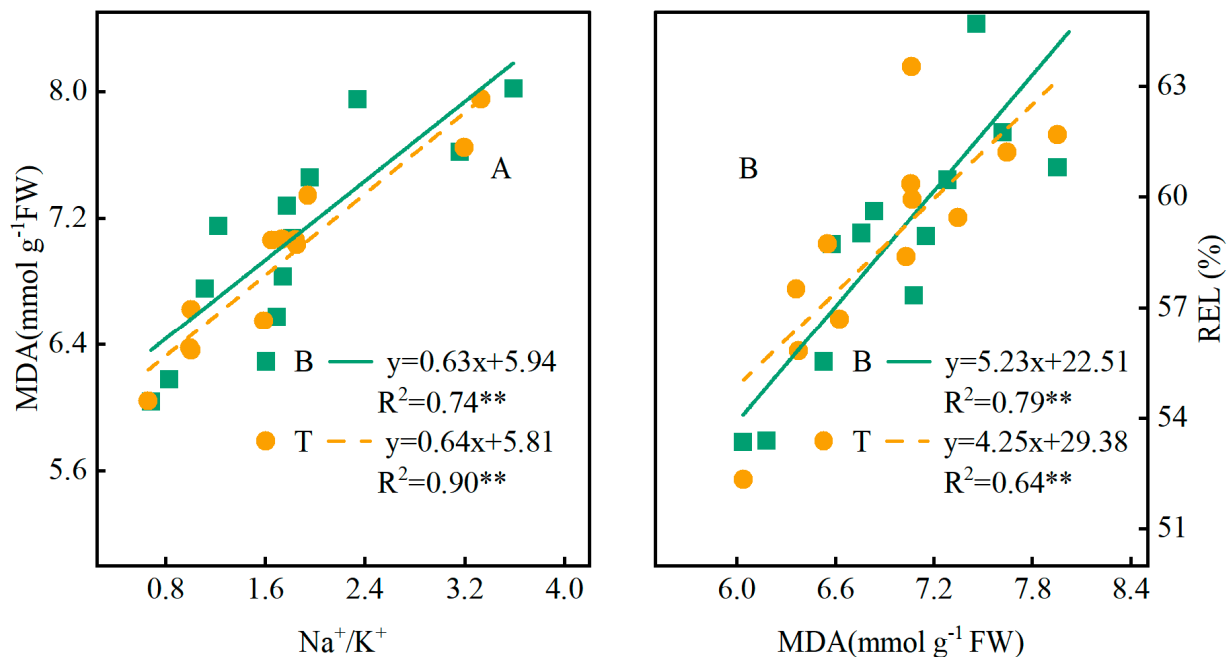 MDA(mmol g⁻¹FW)
8.0
7.2
6.4
5.6
A
B y=0.63x+5.94
R²=0.74**
T y=0.64x+5.81
R²=0.90**
0.8 1.6 2.4 3.2 4.0
Na⁺/K⁺
B
B y=5.23x+22.51
R²=0.79**
T y=4.25x+29.38
R²=0.64**
6.0 6.6 7.2 7.8 8.4
MDA(mmol g⁻¹ FW)
63
60
57
54
51
REL (%)